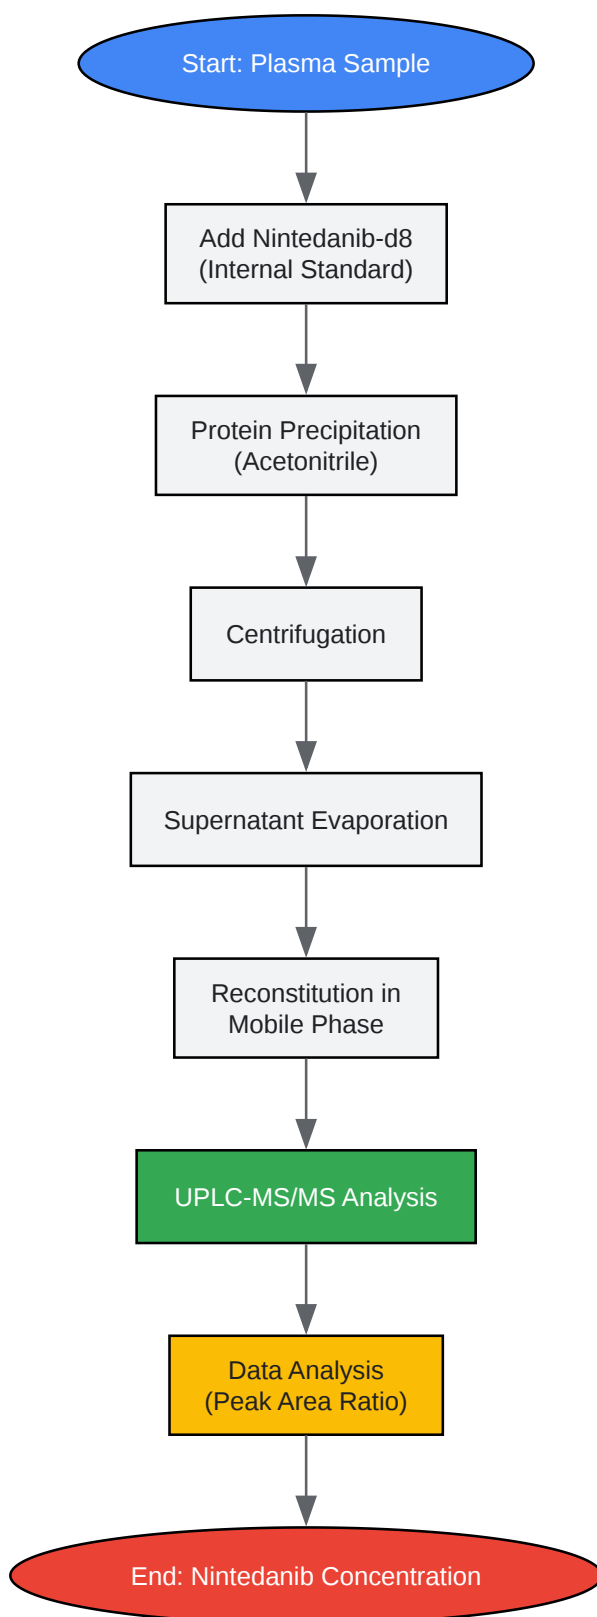 Start: Plasma Sample
Add Nintedanib-d8
(Internal Standard)
Protein Precipitation
(Acetonitrile)
Centrifugation
Supernatant Evaporation
Reconstitution in
Mobile Phase
UPLC-MS/MS Analysis
Data Analysis
(Peak Area Ratio)
End: Nintedanib Concentration